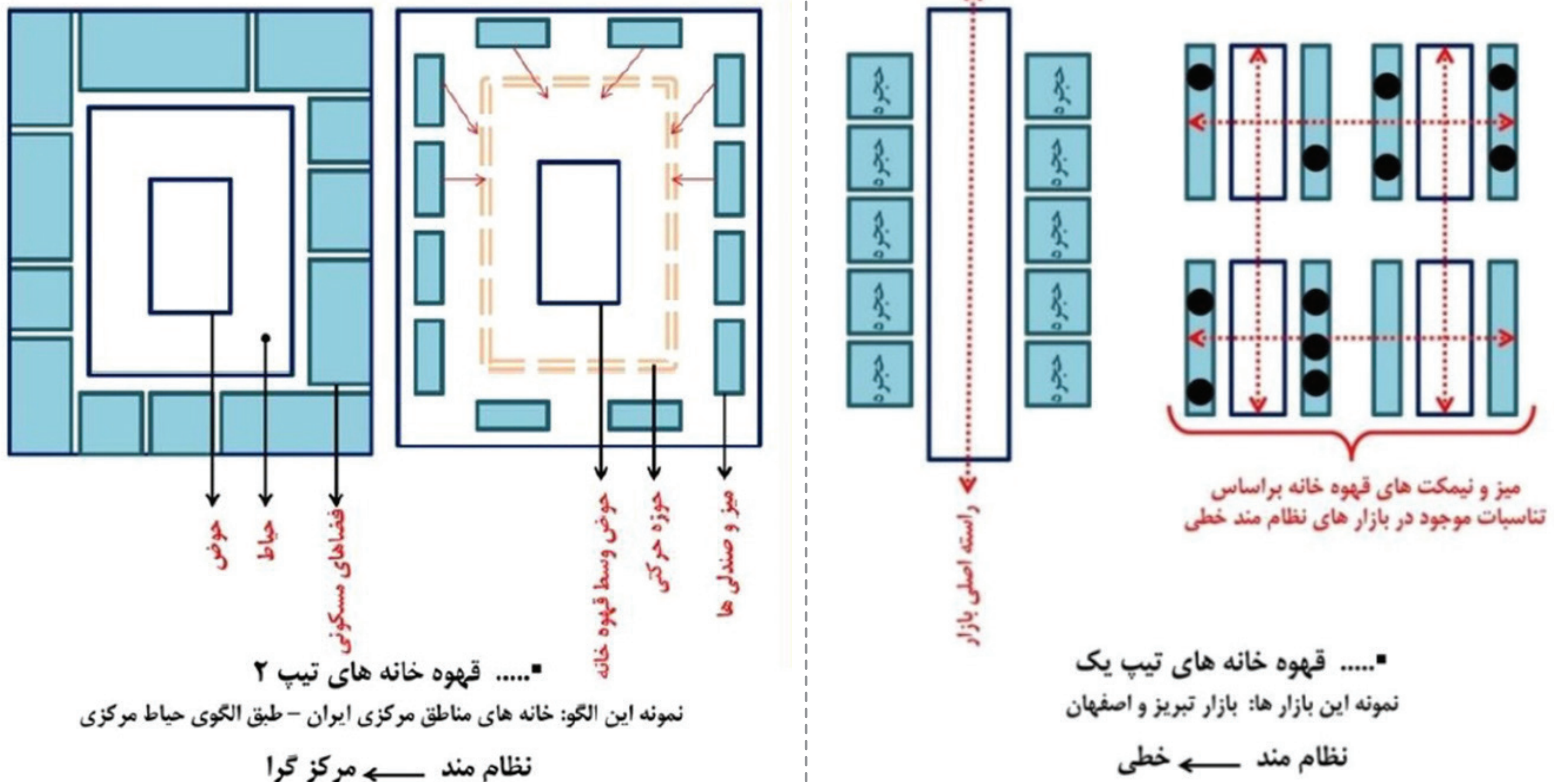 حجره
حجره
حجره
حجره
حجره
حجره
حجره
حجره
حجره
حجره
راسته اصلی بازار
میز و نیمکت های قهوه خانه براساس
تناسبات موجود در بازار های نظام مند خطی
▪..... قهوه خانه های تیپ یک
نمونه این بازار ها: بازار تبریز و اصفهان
نظام مند ← خطی
میز و صندلی ها
حوزه حرکتی
حوض وسط قهوه خانه
فضاهای مسکونی
حیاط
حوض
▪..... قهوه خانه های تیپ ۲
نمونه این الگو: خانه های مناطق مرکزی ایران – طبق الگوی حیاط مرکزی
نظام مند ← مرکز گرا